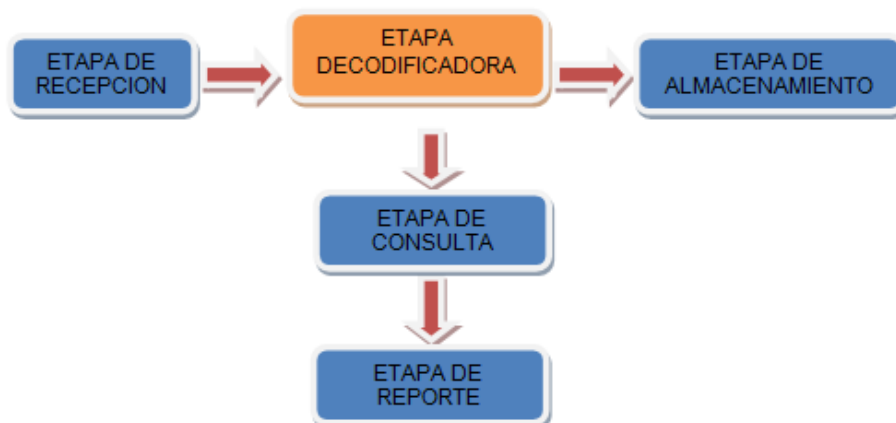 ETAPA DE
RECEPCION
ETAPA
DECODIFICADORA
ETAPA DE
ALMACENAMIENTO
ETAPA DE
CONSULTA
ETAPA DE
REPORTE